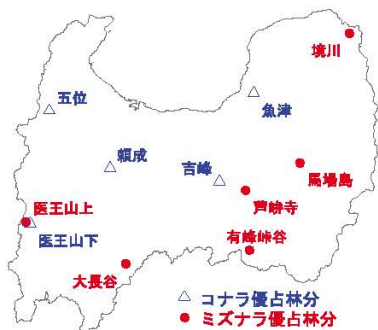 境川
五位
魚津
頼成
吉峰
馬場島
芦峅寺
医王山上
有峰峠谷
医王山下
大長谷
コナラ優占林分
ミズナラ優占林分